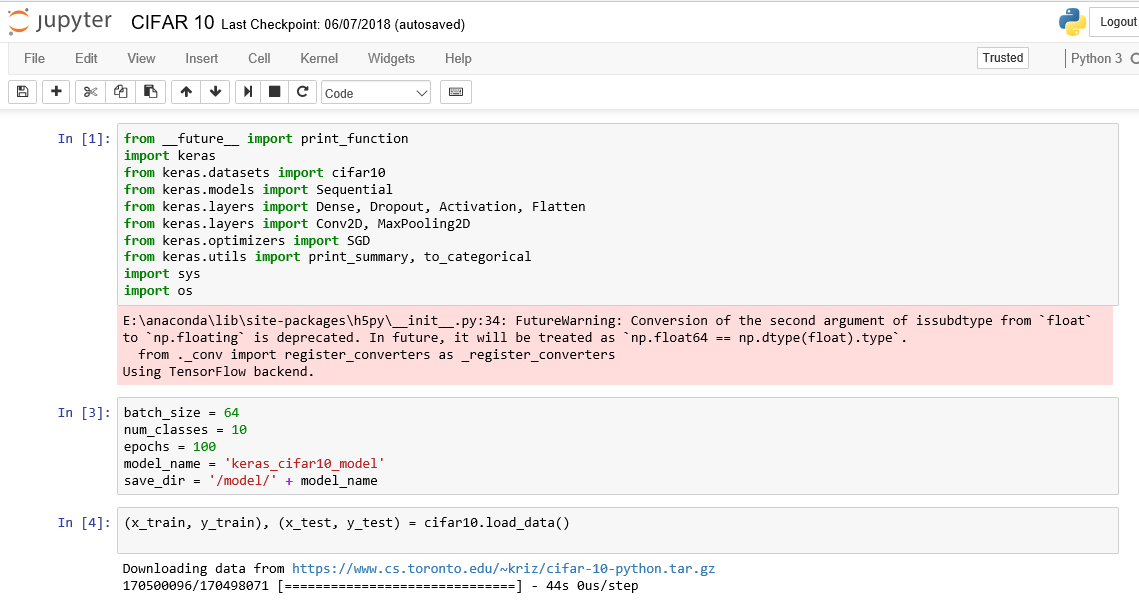 jupyter CIFAR 10 Last Checkpoint: 06/07/2018 (autosaved) Logout
File Edit View Insert Cell Kernel Widgets Help Trusted Python 3
Code
In [1]: from __future__ import print_function
import keras
from keras.datasets import cifar10
from keras.models import Sequential
from keras.layers import Dense, Dropout, Activation, Flatten
from keras.layers import Conv2D, MaxPooling2D
from keras.optimizers import SGD
from keras.utils import print_summary, to_categorical
import sys
import os
E:\anaconda\lib\site-packages\h5py\__init__.py:34: FutureWarning: Conversion of the second argument of issubdtype from `float`
to `np.floating` is deprecated. In future, it will be treated as `np.float64 == np.dtype(float).type`.
from ._conv import register_converters as _register_converters
Using TensorFlow backend.
In [3]: batch_size = 64
num_classes = 10
epochs = 100
model_name = 'keras_cifar10_model'
save_dir = '/model/' + model_name
In [4]: (x_train, y_train), (x_test, y_test) = cifar10.load_data()
Downloading data from https://www.cs.toronto.edu/~kriz/cifar-10-python.tar.gz
170500096/170498071 [==============================] - 44s 0us/step